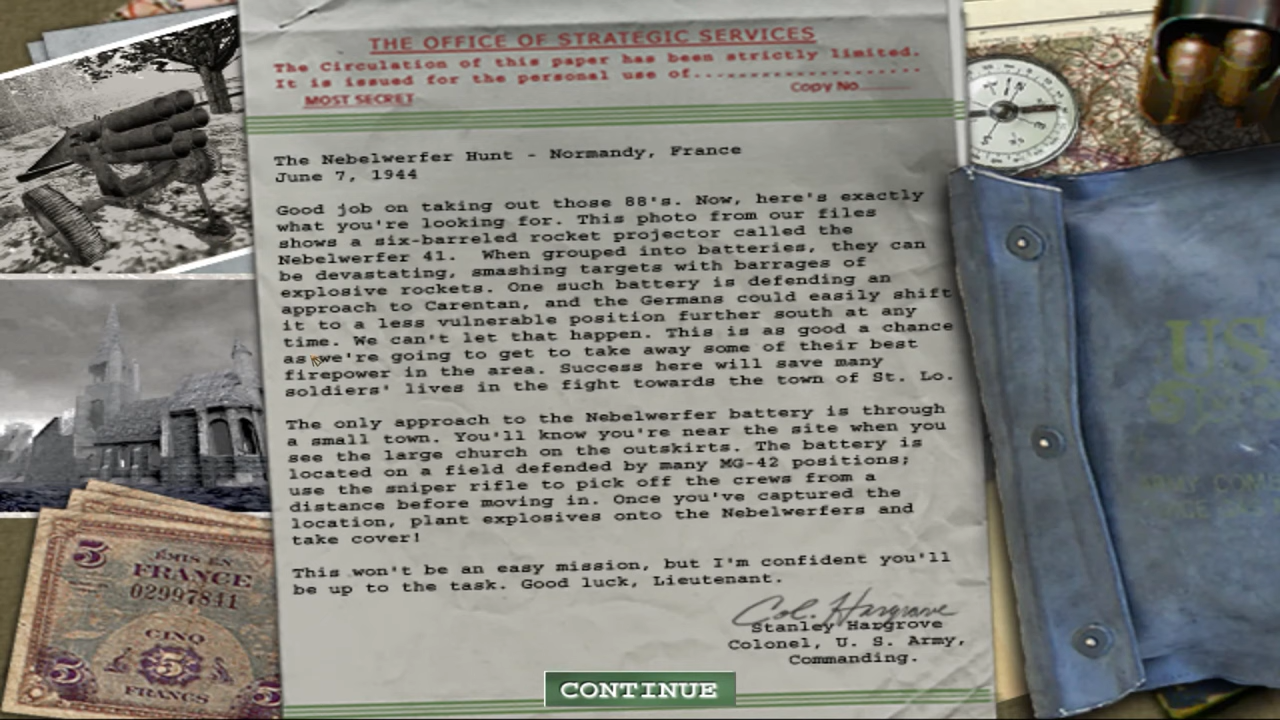 THE OFFICE OF STRATEGIC SERVICES
The Circulation of this paper has been strictly limited.
It is issued for the personal use of....................
MOST SECRET
Copy No........
The Nebelwerfer Hunt - Normandy, France
June 7, 1944
Good job on taking out those 88's. Now, here's exactly
what you're looking for. This photo from our files
shows a six-barreled rocket projector called the
Nebelwerfer 41.  When grouped into batteries, they can
be devastating, smashing targets with barrages of
explosive rockets. One such battery is defending an
approach to Carentan, and the Germans could easily shift
it to a less vulnerable position further south at any
time. We can't let that happen. This is as good a chance
as we're going to get to take away some of their best
firepower in the area. Success here will save many
soldiers' lives in the fight towards the town of St. Lo.
The only approach to the Nebelwerfer battery is through
a small town. You'll know you're near the site when you
see the large church on the outskirts. The battery is
located on a field defended by many MG-42 positions;
use the sniper rifle to pick off the crews from a
distance before moving in. Once you've captured the
location, plant explosives onto the Nebelwerfers and
take cover!
This won't be an easy mission, but I'm confident you'll
be up to the task. Good luck, Lieutenant.
Col. Hargrove
Stanley Hargrove
Colonel, U. S. Army,
Commanding.
CONTINUE
5
ÉMIS EN
FRANCE
02997841
CINQ
5
5
5
FRANCS
US